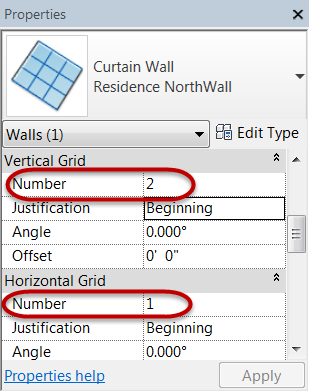 Properties
Curtain Wall
Residence NorthWall
Walls (1) Edit Type
Vertical Grid
Number 2
Justification Beginning
Angle 0.000°
Offset 0'  0"
Horizontal Grid
Number 1
Justification Beginning
Angle 0.000°
Properties help Apply